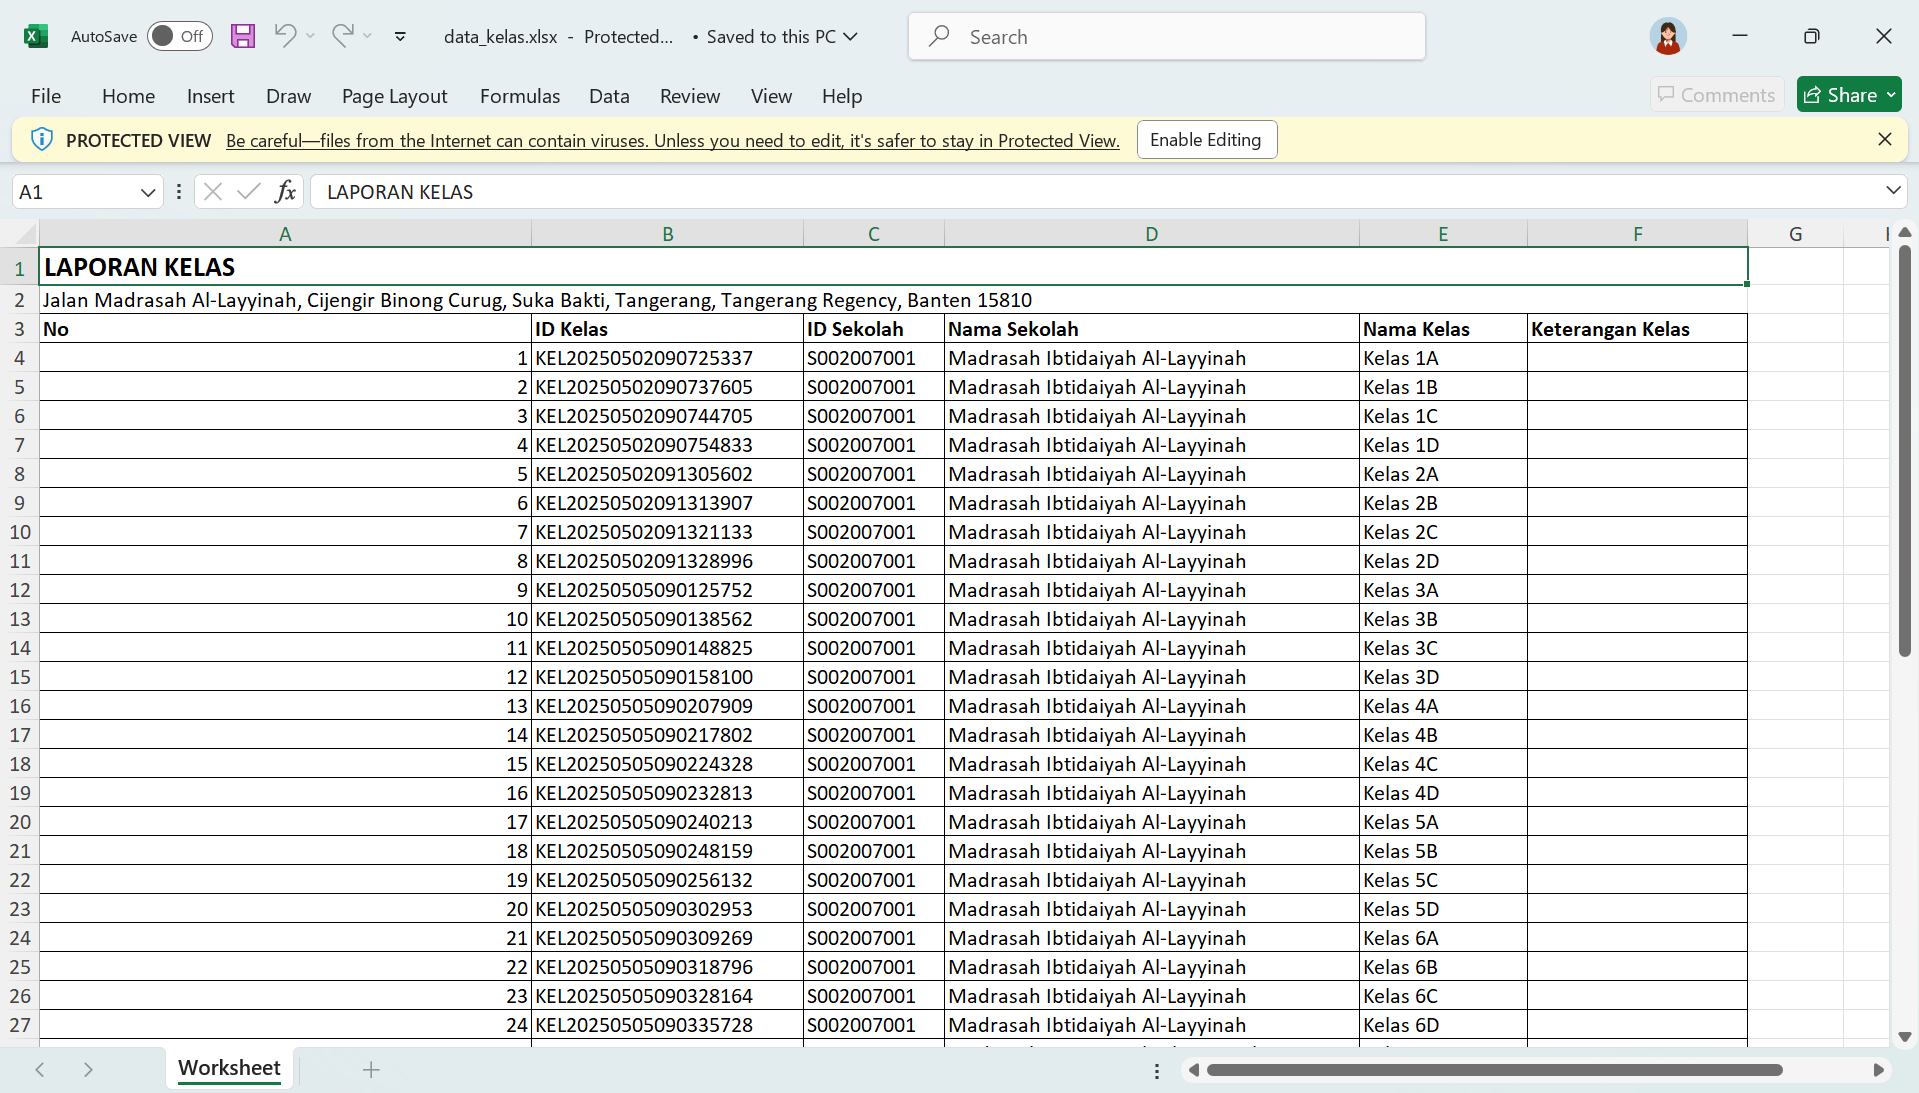 AutoSave Off data_kelas.xlsx - Protected... • Saved to this PC Search
File Home Insert Draw Page Layout Formulas Data Review View Help Comments Share
PROTECTED VIEW Be careful—files from the Internet can contain viruses. Unless you need to edit, it's safer to stay in Protected View. Enable Editing
A1 fx LAPORAN KELAS
A B C D E F G
1 LAPORAN KELAS
2 Jalan Madrasah Al-Layyinah, Cijengir Binong Curug, Suka Bakti, Tangerang, Tangerang Regency, Banten 15810
3 No ID Kelas ID Sekolah Nama Sekolah Nama Kelas Keterangan Kelas
4 1 KEL20250502090725337 S002007001 Madrasah Ibtidaiyah Al-Layyinah Kelas 1A
5 2 KEL20250502090737605 S002007001 Madrasah Ibtidaiyah Al-Layyinah Kelas 1B
6 3 KEL20250502090744705 S002007001 Madrasah Ibtidaiyah Al-Layyinah Kelas 1C
7 4 KEL20250502090754833 S002007001 Madrasah Ibtidaiyah Al-Layyinah Kelas 1D
8 5 KEL20250502091305602 S002007001 Madrasah Ibtidaiyah Al-Layyinah Kelas 2A
9 6 KEL20250502091313907 S002007001 Madrasah Ibtidaiyah Al-Layyinah Kelas 2B
10 7 KEL20250502091321133 S002007001 Madrasah Ibtidaiyah Al-Layyinah Kelas 2C
11 8 KEL20250502091328996 S002007001 Madrasah Ibtidaiyah Al-Layyinah Kelas 2D
12 9 KEL20250505090125752 S002007001 Madrasah Ibtidaiyah Al-Layyinah Kelas 3A
13 10 KEL20250505090138562 S002007001 Madrasah Ibtidaiyah Al-Layyinah Kelas 3B
14 11 KEL20250505090148825 S002007001 Madrasah Ibtidaiyah Al-Layyinah Kelas 3C
15 12 KEL20250505090158100 S002007001 Madrasah Ibtidaiyah Al-Layyinah Kelas 3D
16 13 KEL20250505090207909 S002007001 Madrasah Ibtidaiyah Al-Layyinah Kelas 4A
17 14 KEL20250505090217802 S002007001 Madrasah Ibtidaiyah Al-Layyinah Kelas 4B
18 15 KEL20250505090224328 S002007001 Madrasah Ibtidaiyah Al-Layyinah Kelas 4C
19 16 KEL20250505090232813 S002007001 Madrasah Ibtidaiyah Al-Layyinah Kelas 4D
20 17 KEL20250505090240213 S002007001 Madrasah Ibtidaiyah Al-Layyinah Kelas 5A
21 18 KEL20250505090248159 S002007001 Madrasah Ibtidaiyah Al-Layyinah Kelas 5B
22 19 KEL20250505090256132 S002007001 Madrasah Ibtidaiyah Al-Layyinah Kelas 5C
23 20 KEL20250505090302953 S002007001 Madrasah Ibtidaiyah Al-Layyinah Kelas 5D
24 21 KEL20250505090309269 S002007001 Madrasah Ibtidaiyah Al-Layyinah Kelas 6A
25 22 KEL20250505090318796 S002007001 Madrasah Ibtidaiyah Al-Layyinah Kelas 6B
26 23 KEL20250505090328164 S002007001 Madrasah Ibtidaiyah Al-Layyinah Kelas 6C
27 24 KEL20250505090335728 S002007001 Madrasah Ibtidaiyah Al-Layyinah Kelas 6D
Worksheet